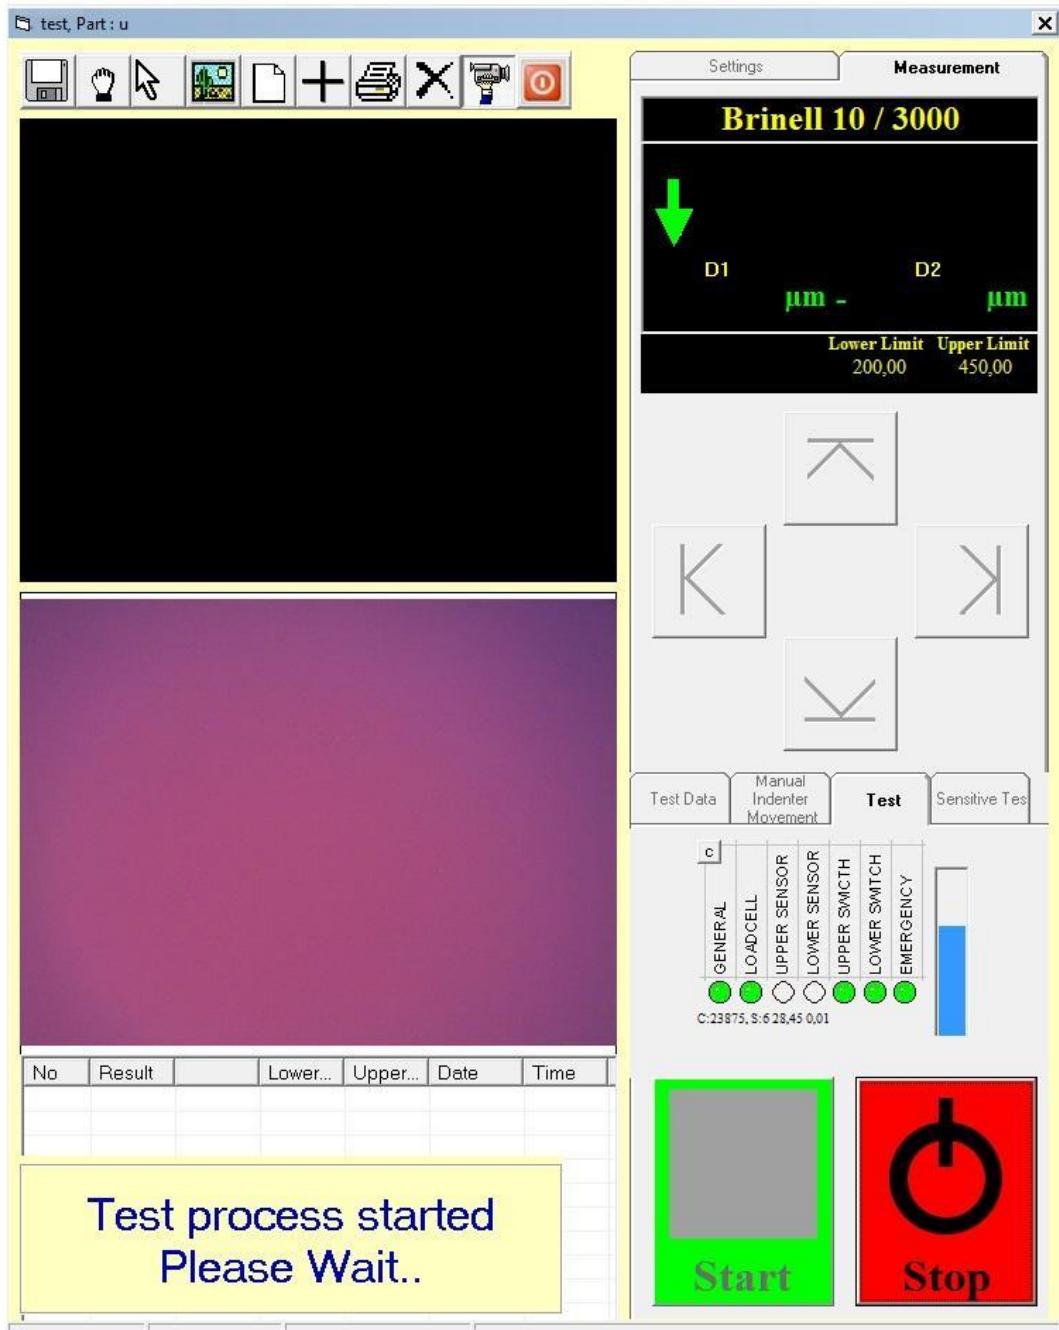 test, Part : u
Settings
Measurement
Brinell 10 / 3000
D1
D2
µm -
µm
Lower Limit Upper Limit
200,00 450,00
Test Data
Manual
Indenter
Movement
Test
Sensitive Tes
c
GENERAL
LOADCELL
UPPER SENSOR
LOWER SENSOR
UPPER SWICTH
LOWER SWITCH
EMERGENCY
C:23875, S:6 28,45 0,01
No Result Lower... Upper... Date Time
Test process started
Please Wait..
Start
Stop